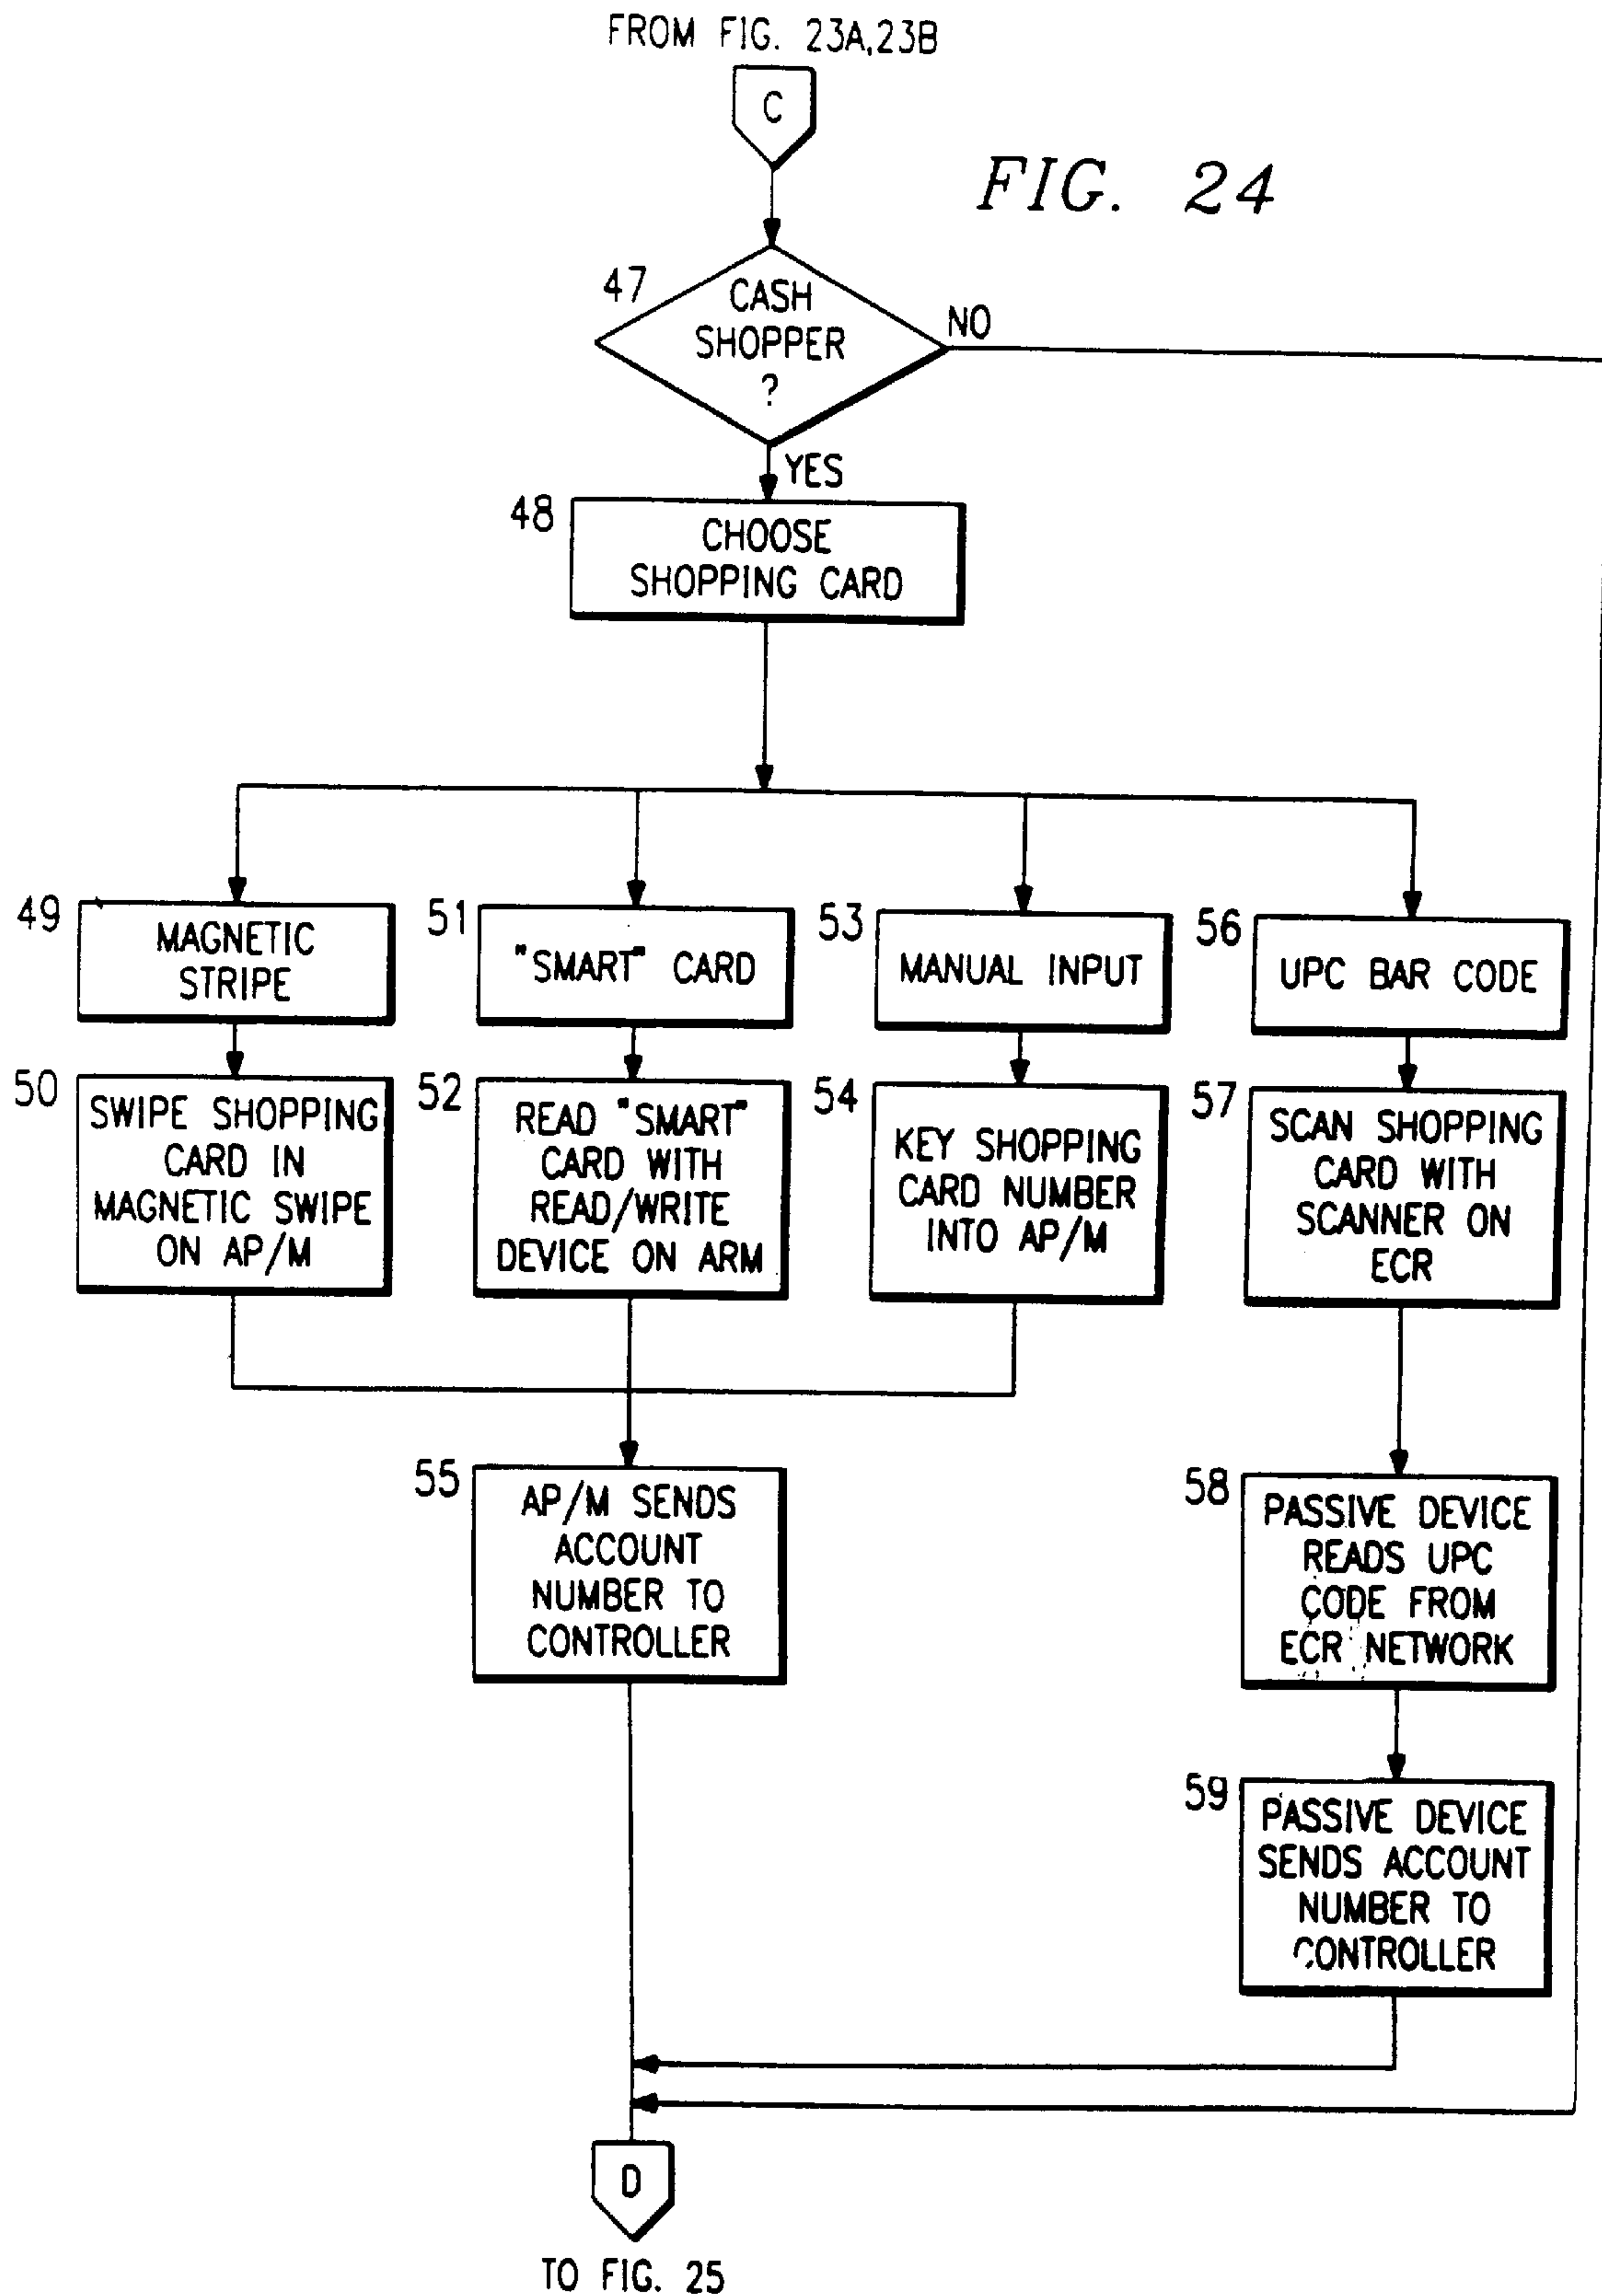 FROM FIG. 23A,23B
C
FIG. 24
47
CASH
SHOPPER
?
NO
YES
48
CHOOSE
SHOPPING CARD
49
MAGNETIC
STRIPE
51
"SMART" CARD
53
MANUAL INPUT
56
UPC BAR CODE
50
SWIPE SHOPPING
CARD IN
MAGNETIC SWIPE
ON AP/M
52
READ "SMART"
CARD WITH
READ/WRITE
DEVICE ON ARM
54
KEY SHOPPING
CARD NUMBER
INTO AP/M
57
SCAN SHOPPING
CARD WITH
SCANNER ON
ECR
55
AP/M SENDS
ACCOUNT
NUMBER TO
CONTROLLER
58
PASSIVE DEVICE
READS UPC
CODE FROM
ECR NETWORK
59
PASSIVE DEVICE
SENDS ACCOUNT
NUMBER TO
CONTROLLER
D
TO FIG. 25